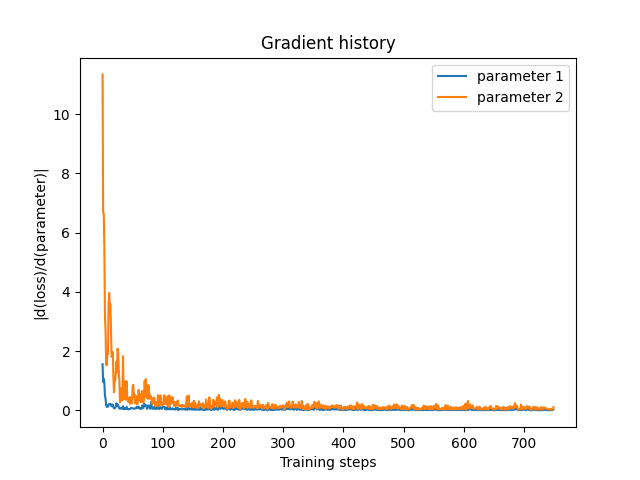 Gradient history
parameter 1
parameter 2
|d(loss)/d(parameter)|
10
8
6
4
2
0
0 100 200 300 400 500 600 700
Training steps